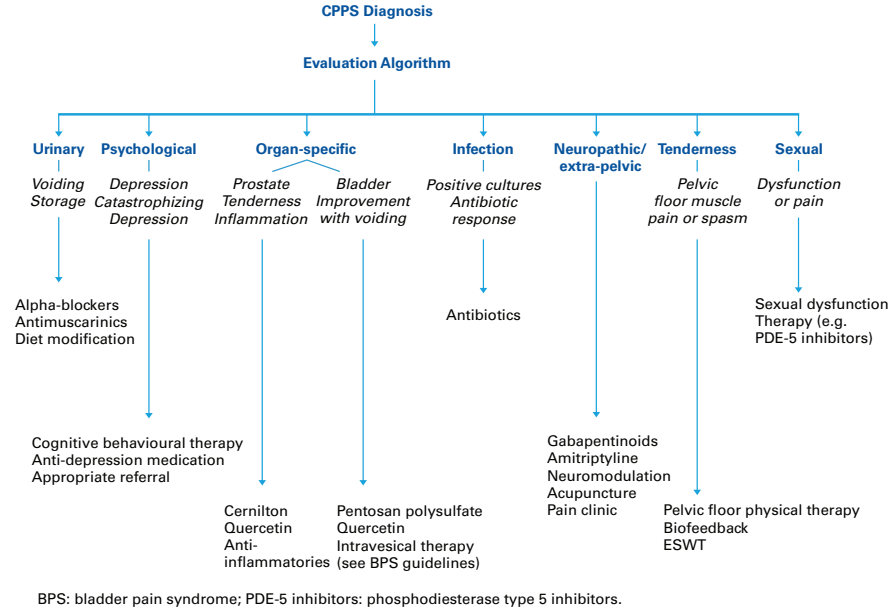 CPPS Diagnosis
Evaluation Algorithm
Urinary
Voiding
Storage
Alpha-blockers
Antimuscarinics
Diet modification
Psychological
Depression
Catastrophizing
Depression
Cognitive behavioural therapy
Anti-depression medication
Appropriate referral
Organ-specific
Prostate
Tenderness
Inflammation
Cernilton
Quercetin
Anti-
inflammatories
Bladder
Improvement
with voiding
Pentosan polysulfate
Quercetin
Intravesical therapy
(see BPS guidelines)
Infection
Positive cultures
Antibiotic
response
Antibiotics
Neuropathic/
extra-pelvic
Gabapentinoids
Amitriptyline
Neuromodulation
Acupuncture
Pain clinic
Tenderness
Pelvic
floor muscle
pain or spasm
Pelvic floor physical therapy
Biofeedback
ESWT
Sexual
Dysfunction
or pain
Sexual dysfunction
Therapy (e.g.
PDE-5 inhibitors)
BPS: bladder pain syndrome; PDE-5 inhibitors: phosphodiesterase type 5 inhibitors.